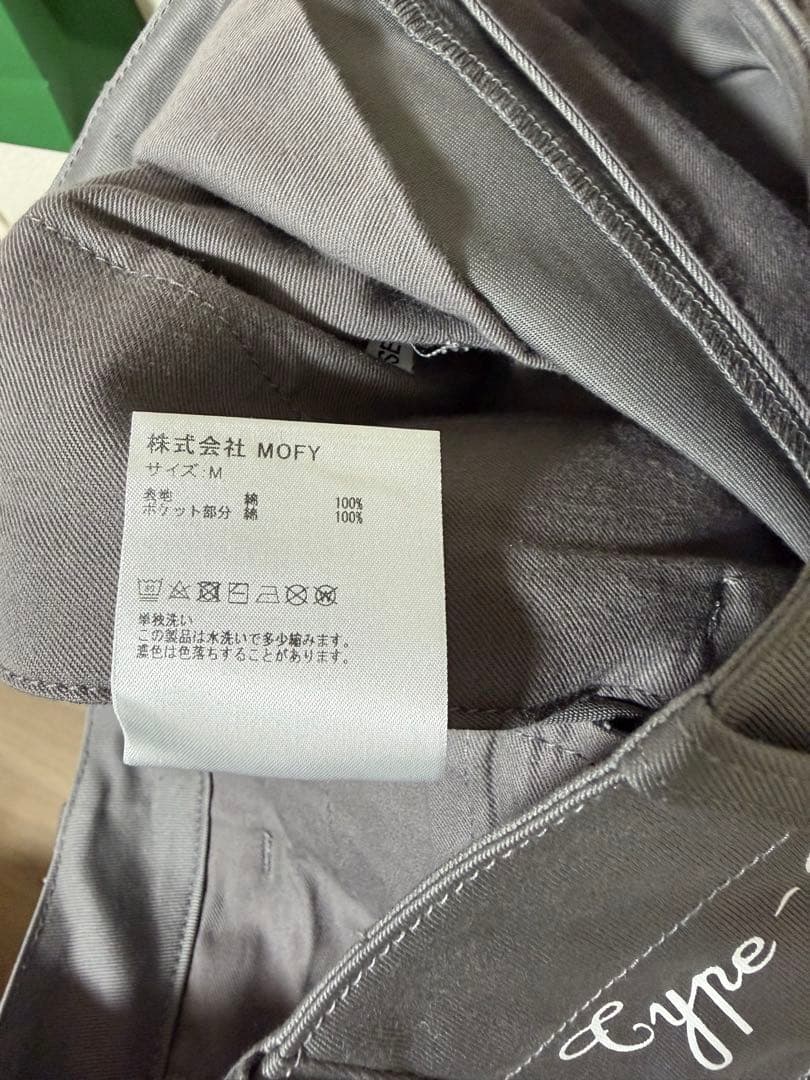 SE
株式会社 MOFY
サイズ:M
表地 綿 100%
ポケット部分 綿 100%
単独洗い
この製品は水洗いで多少縮みます。
濃色は色落ちすることがあります。
Type